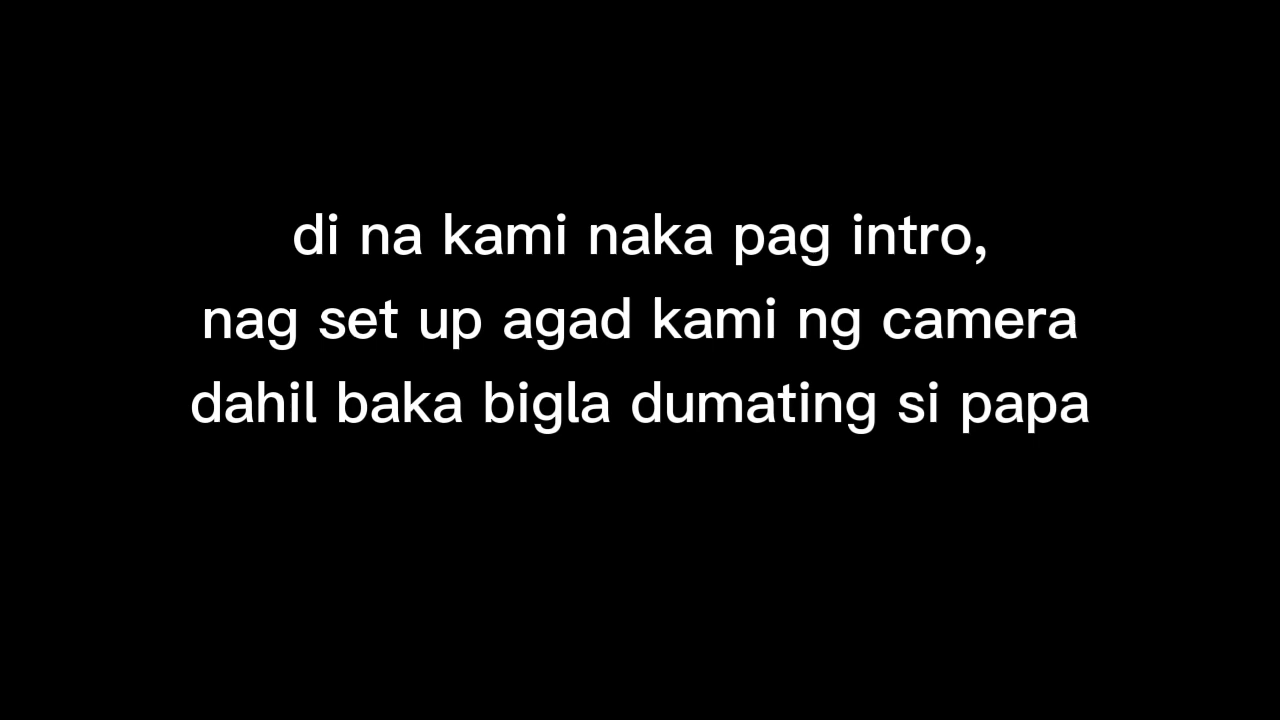 di na kami naka pag intro,
nag set up agad kami ng camera
dahil baka bigla dumating si papa